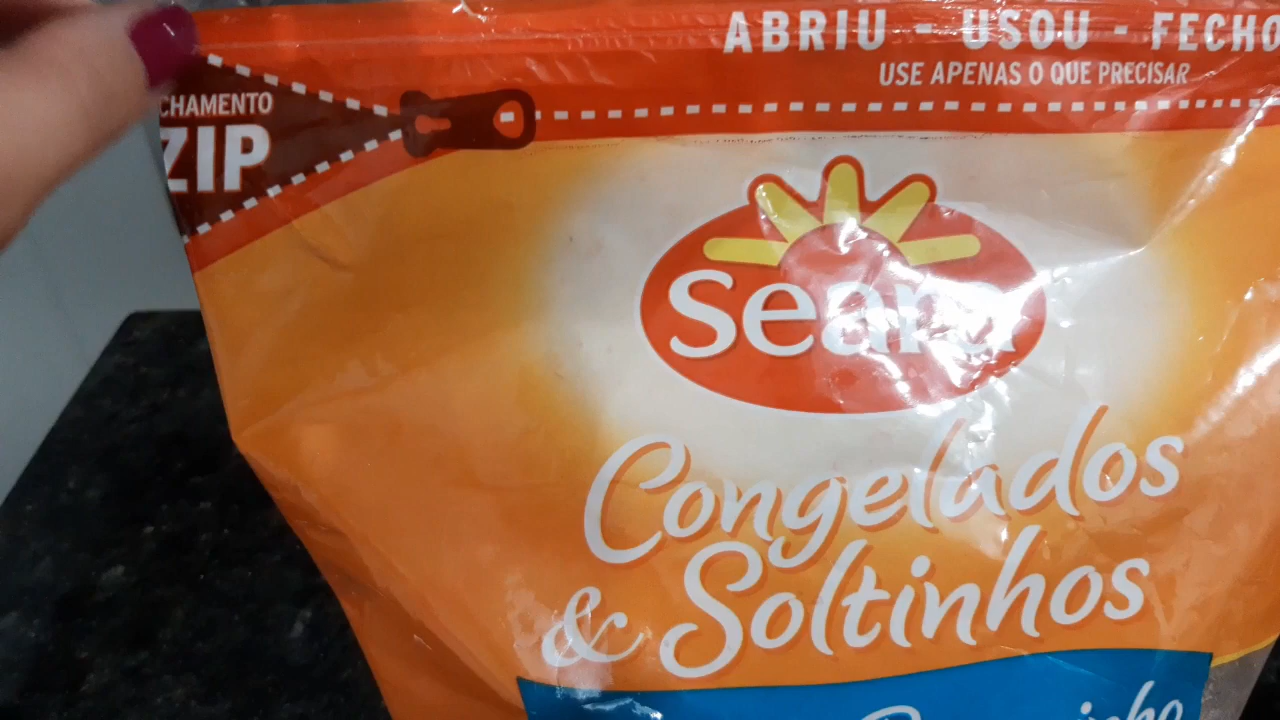 ABRIU - USOU - FECHO
USE APENAS O QUE PRECISAR
CHAMENTO
ZIP
Seara
Congelados
& Soltinhos